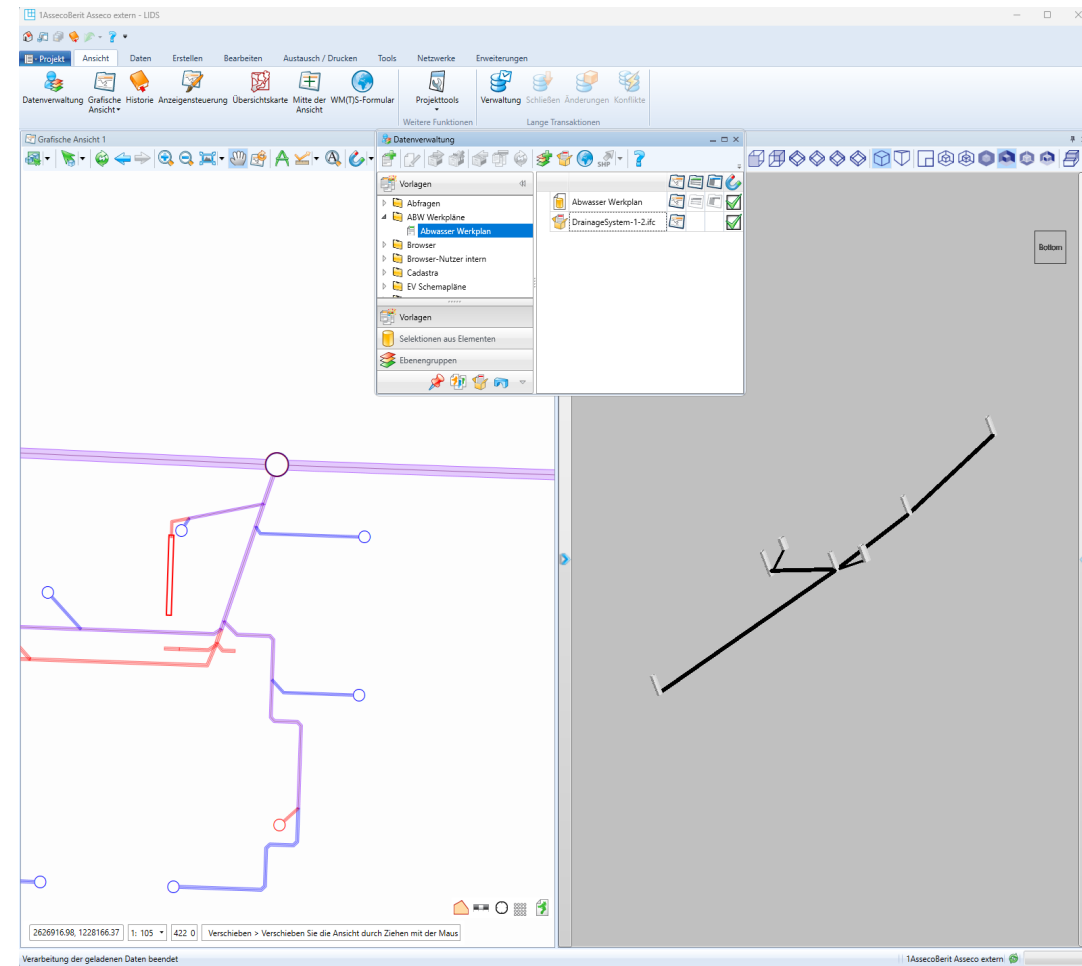 1AssecoBerit Asseco extern - LIDS
Projekt Ansicht Daten Erstellen Bearbeiten Austausch / Drucken Tools Netzwerke Erweiterungen
Datenverwaltung Grafische Ansicht Historie Anzeigensteuerung Übersichtskarte Mitte der Ansicht WM(T)S-Formular Projekttools Verwaltung Schließen Änderungen Konflikte
Weitere Funktionen Lange Transaktionen
Grafische Ansicht 1
Datenverwaltung
SHP
Vorlagen
Abfragen
ABW Werkpläne
Abwasser Werkplan
Browser
Browser-Nutzer intern
Cadastra
EV Schemapläne
Vorlagen
Selektionen aus Elementen
Ebenengruppen
Abwasser Werkplan
DrainageSystem-1-2.ifc
Bottom
2626916.98, 1228166.37 1: 105 422 0 Verschieben > Verschieben Sie die Ansicht durch Ziehen mit der Maus
Verarbeitung der geladenen Daten beendet 1AssecoBerit Asseco extern